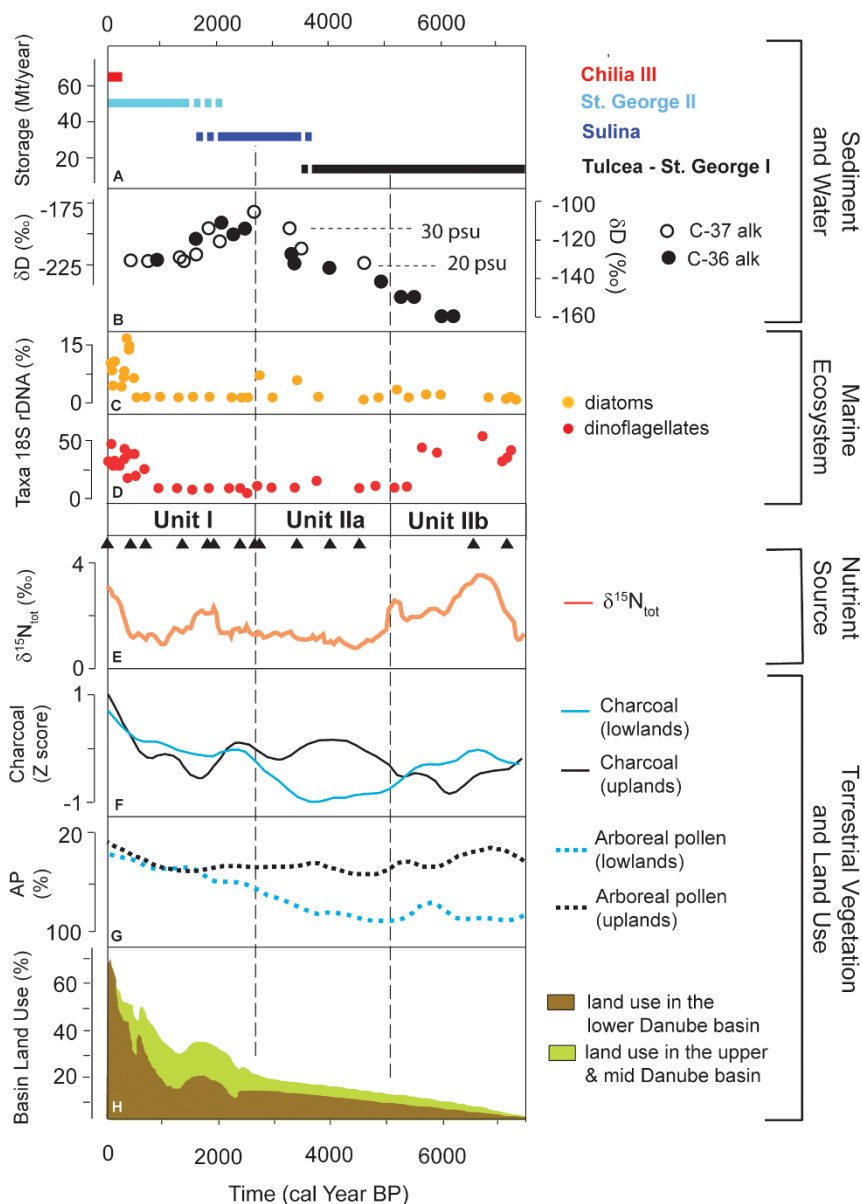 0 2000 4000 6000
Storage (Mt/year)
60
40
20
A
Chilia III
St. George II
Sulina
Tulcea - St. George I
Sediment
and Water
δD (‰)
-175
-225
30 psu
20 psu
B
-100
-120
-140
-160
δD
(‰)
C-37 alk
C-36 alk
Taxa 18S rDNA (%)
15
0
C
50
0
D
diatoms
dinoflagellates
Marine
Ecosystem
Unit I Unit IIa Unit IIb
δ15Ntot (‰)
4
2
0
E
δ15Ntot
Nutrient
Source
Charcoal
(Z score)
1
-1
F
Charcoal
(lowlands)
Charcoal
(uplands)
AP
(%)
20
100
G
Arboreal pollen
(lowlands)
Arboreal pollen
(uplands)
Terrestrial Vegetation
and Land Use
Basin Land Use (%)
60
40
20
H
land use in the
lower Danube basin
land use in the upper
& mid Danube basin
0 2000 4000 6000
Time (cal Year BP)